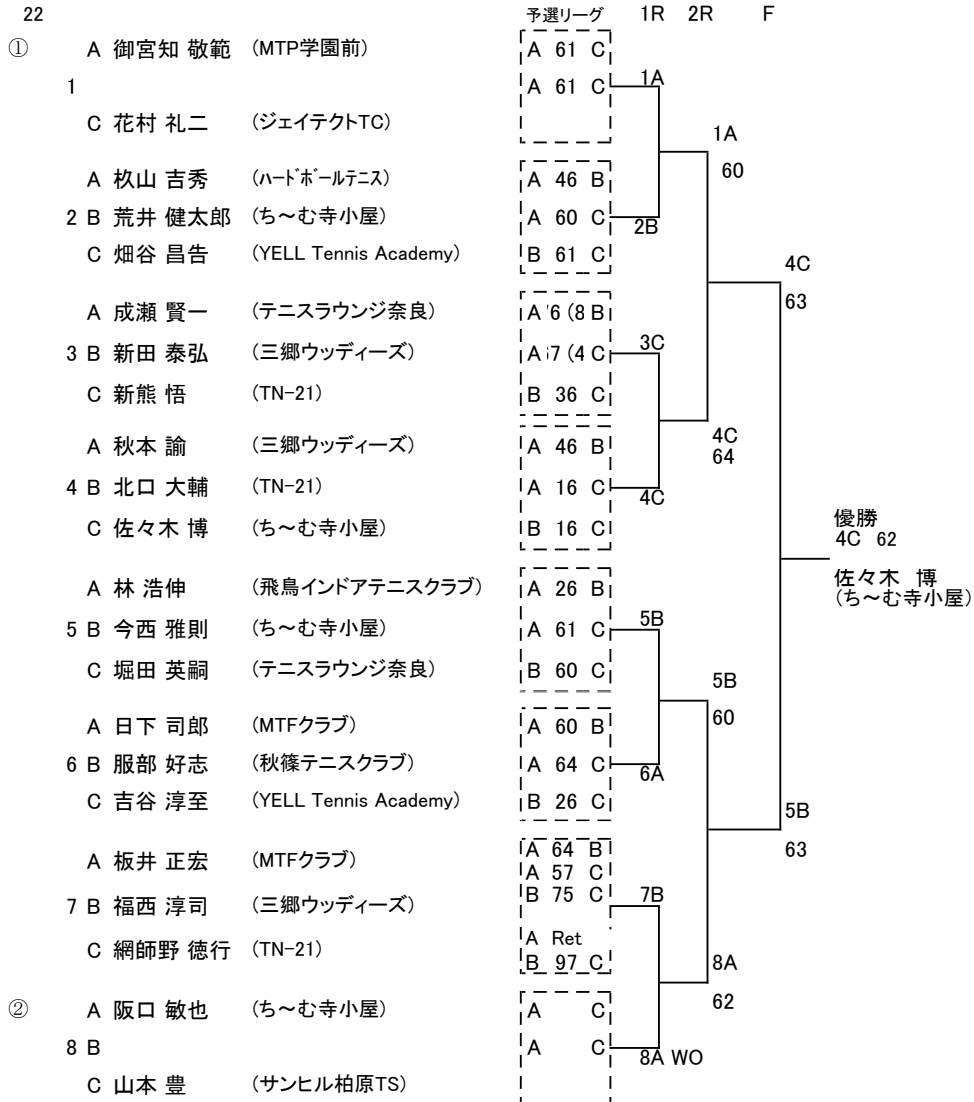 22 予選リーグ 1R 2R F
① A 御宮知 敬範 (MTP学園前) A 61 C
1 A 61 C 1A
C 花村 礼二 (ジェイテクトTC)
1A
60
A 杦山 吉秀 (ハードボールテニス) A 46 B
2 B 荒井 健太郎 (ち～む寺小屋) A 60 C 2B
C 畑谷 昌告 (YELL Tennis Academy) B 61 C
4C
63
A 成瀬 賢一 (テニスラウンジ奈良) A 6 (8 B
3 B 新田 泰弘 (三郷ウッディーズ) A 7 (4 C 3C
C 新熊 悟 (TN-21) B 36 C
4C
64
A 秋本 諭 (三郷ウッディーズ) A 46 B
4 B 北口 大輔 (TN-21) A 16 C 4C
C 佐々木 博 (ち～む寺小屋) B 16 C
優勝
4C 62
佐々木 博
(ち～む寺小屋)
A 林 浩伸 (飛鳥インドアテニスクラブ) A 26 B
5 B 今西 雅則 (ち～む寺小屋) A 61 C 5B
C 堀田 英嗣 (テニスラウンジ奈良) B 60 C
5B
60
A 日下 司郎 (MTFクラブ) A 60 B
6 B 服部 好志 (秋篠テニスクラブ) A 64 C 6A
C 吉谷 淳至 (YELL Tennis Academy) B 26 C
5B
63
A 板井 正宏 (MTFクラブ) A 64 B
A 57 C
B 75 C
7 B 福西 淳司 (三郷ウッディーズ) 7B
C 網師野 徳行 (TN-21) A Ret
B 97 C
8A
62
② A 阪口 敏也 (ち～む寺小屋) A C
8 B A C 8A WO
C 山本 豊 (サンヒル柏原TS)